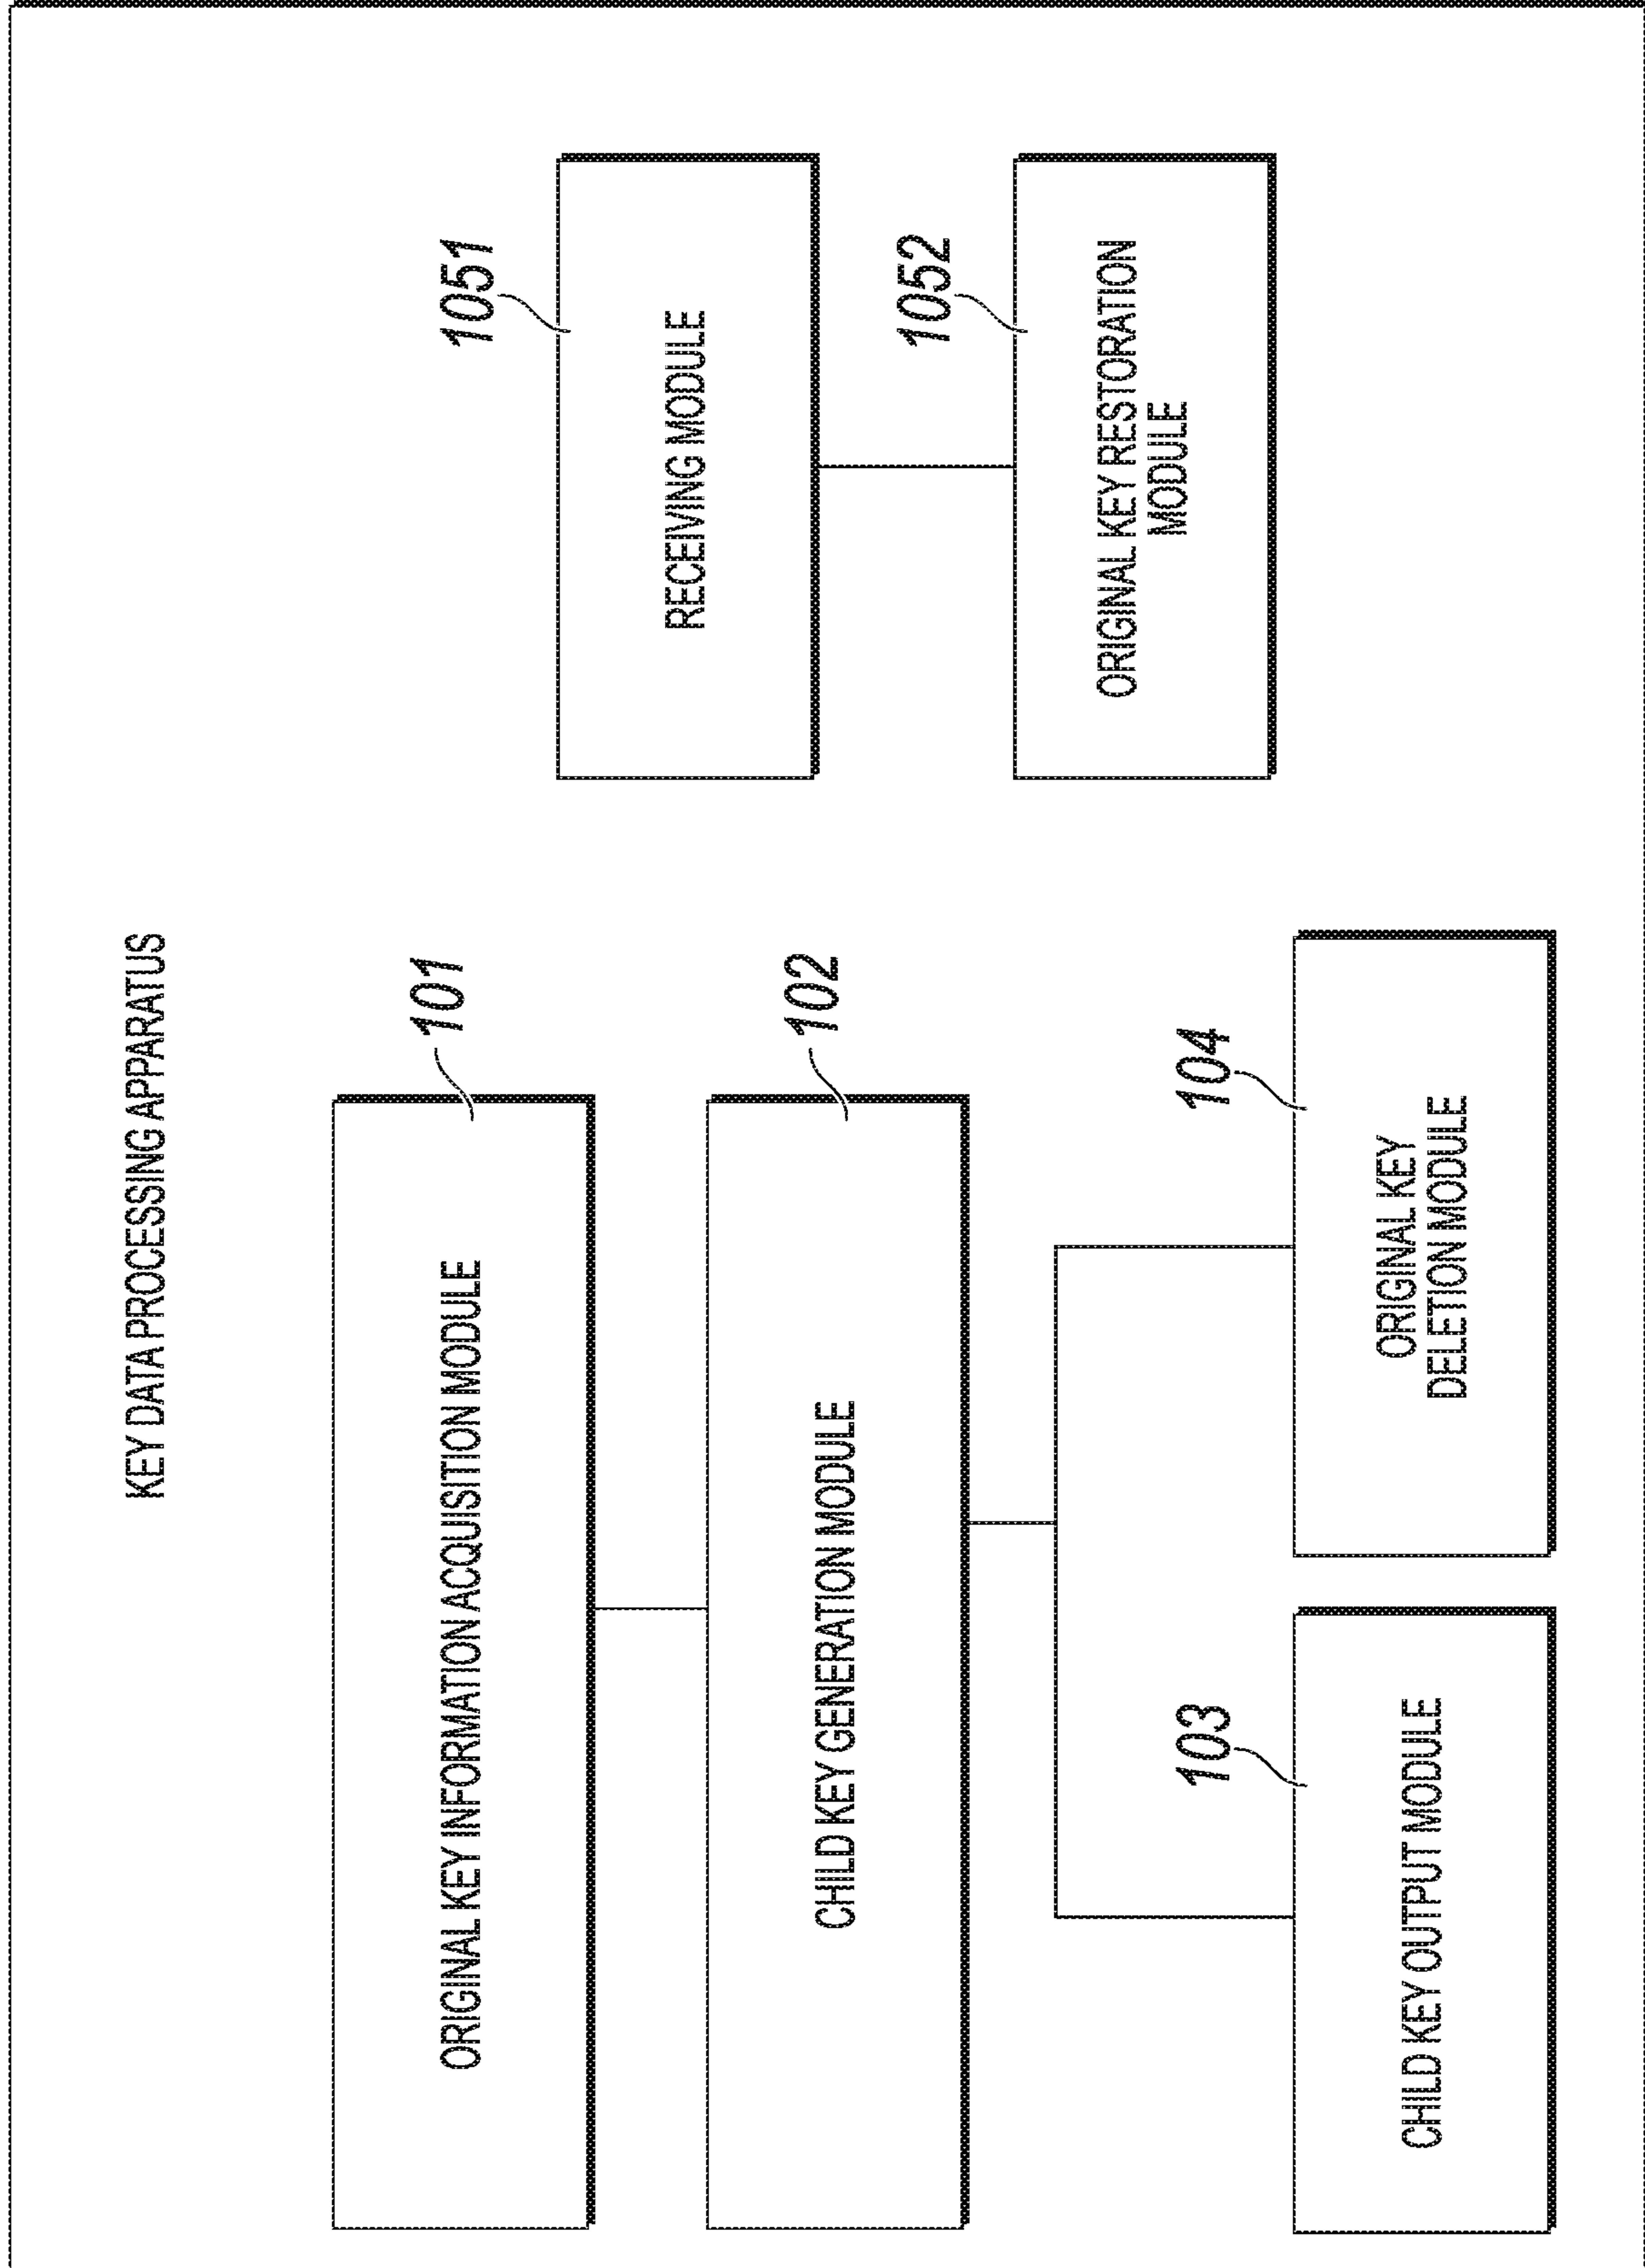 KEY DATA PROCESSING APPARATUS
101
ORIGINAL KEY INFORMATION ACQUISITION MODULE
102
CHILD KEY GENERATION MODULE
103
CHILD KEY OUTPUT MODULE
104
ORIGINAL KEY
DELETION MODULE
1051
RECEIVING MODULE
1052
ORIGINAL KEY RESTORATION
MODULE